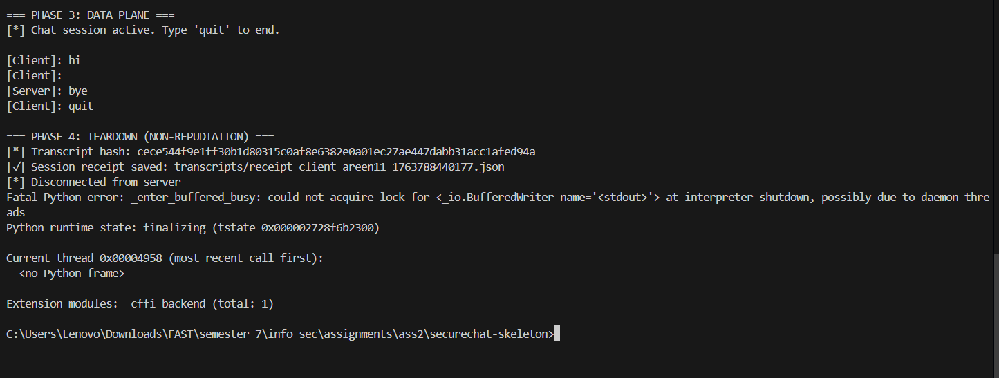 === PHASE 3: DATA PLANE ===
[*] Chat session active. Type 'quit' to end.
[Client]: hi
[Client]:
[Server]: bye
[Client]: quit
=== PHASE 4: TEARDOWN (NON-REPUDIATION) ===
[*] Transcript hash: cece544f9e1ff30b1d80315c0af8e6382e0a01ec27ae447dabb31acc1afed94a
[✓] Session receipt saved: transcripts/receipt_client_areen11_1763788440177.json
[*] Disconnected from server
Fatal Python error: _enter_buffered_busy: could not acquire lock for <_io.BufferedWriter name='<stdout>'> at interpreter shutdown, possibly due to daemon thre
ads
Python runtime state: finalizing (tstate=0x000002728f6b2300)
Current thread 0x00004958 (most recent call first):
  <no Python frame>
Extension modules: _cffi_backend (total: 1)
C:\Users\Lenovo\Downloads\FAST\semester 7\info sec\assignments\ass2\securechat-skeleton>